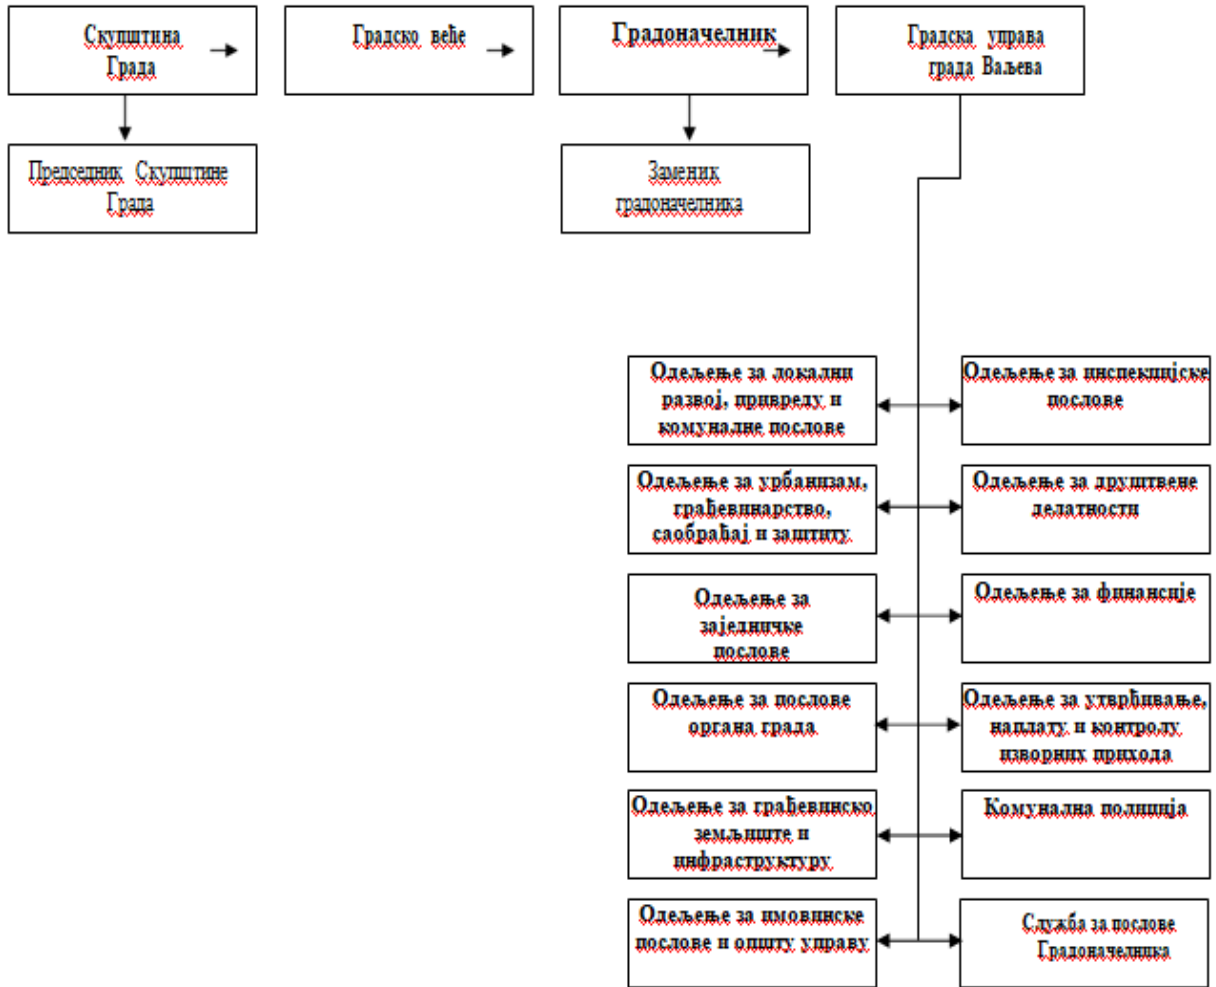 Скупштина
Града
Градско веће
Градоначелник
Градска управа
града Ваљева
Председник Скупштине
Града
Заменик
градоначелника
Одељење за локални
развој, привреду и
комуналне послове
Одељење за инспекцијске
послове
Одељење за урбанизам,
грађевинарство,
саобраћај и заштиту
Одељење за друштвене
делатности
Одељење за
заједничке
послове
Одељење за финансије
Одељење за послове
органа града
Одељење за утврђивање,
наплату и контролу
изворних прихода
Одељење за грађевинско
земљиште и
инфраструктуру
Комунална полиција
Одељење за имовинске
послове и општу управу
Служба за послове
Градоначелника